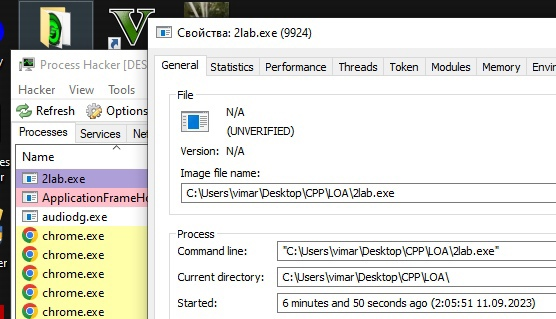 Свойства: 2lab.exe (9924)
Process Hacker [DES
Hacker View Tools
Refresh Options
Processes Services Net
Name
2lab.exe
ApplicationFrameHo
audiodg.exe
chrome.exe
chrome.exe
chrome.exe
chrome.exe
chrome.exe
General Statistics Performance Threads Token Modules Memory Envir
File
N/A
(UNVERIFIED)
Version: N/A
Image file name:
C:\Users\vimar\Desktop\CPP\LOA\2lab.exe
Process
Command line: "C:\Users\vimar\Desktop\CPP\LOA\2lab.exe"
Current directory: C:\Users\vimar\Desktop\CPP\LOA\
Started: 6 minutes and 50 seconds ago (2:05:51 11.09.2023)